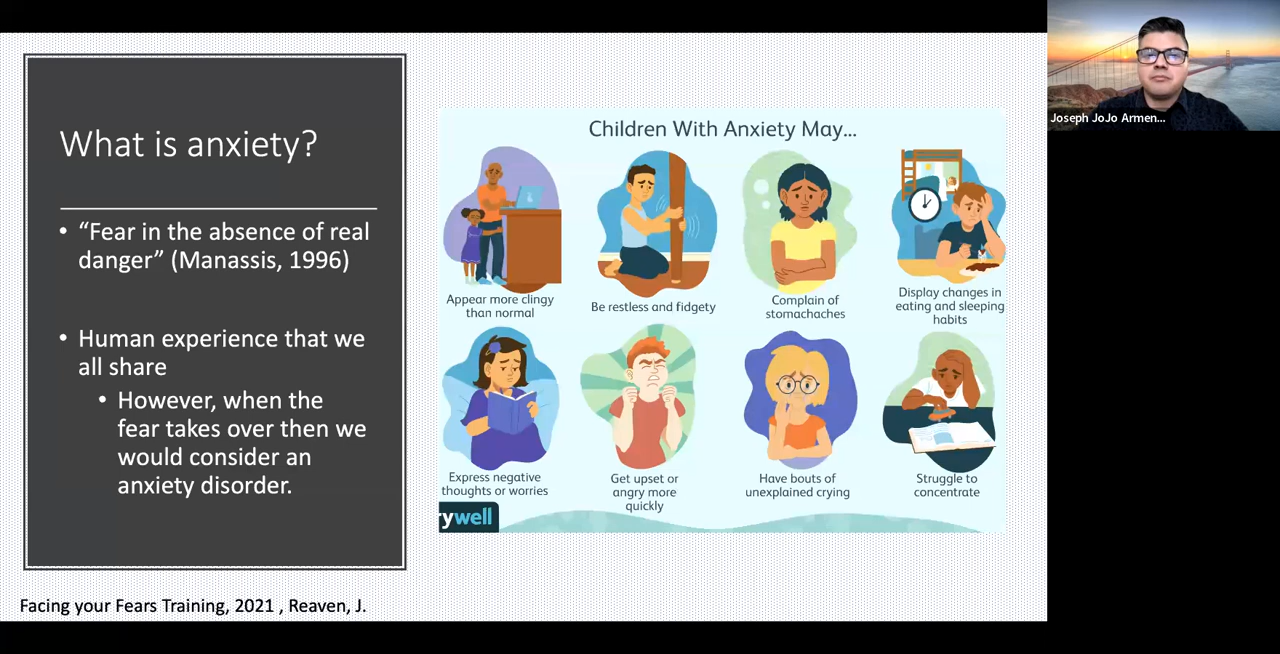 What is anxiety?
• “Fear in the absence of real
danger” (Manassis, 1996)
• Human experience that we
all share
• However, when the
fear takes over then we
would consider an
anxiety disorder.
Children With Anxiety May...
Appear more clingy
than normal
Be restless and fidgety
Complain of
stomachaches
Display changes in
eating and sleeping
habits
Express negative
thoughts or worries
Get upset or
angry more
quickly
Have bouts of
unexplained crying
Struggle to
concentrate
rywell
Facing your Fears Training, 2021 , Reaven, J.
Joseph JoJo Armen...